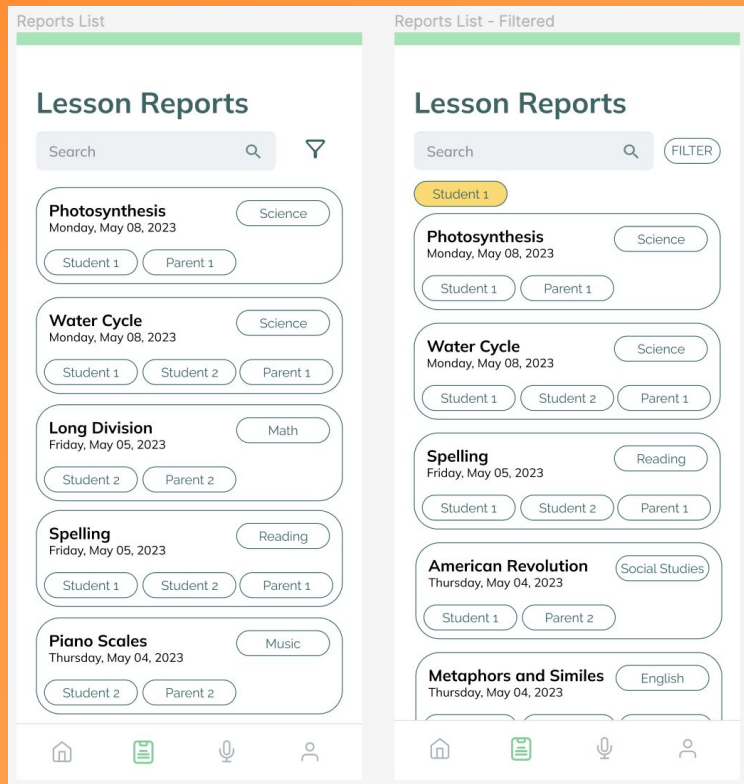 Reports List
Lesson Reports
Search
Photosynthesis
Science
Monday, May 08, 2023
Student 1 Parent 1
Water Cycle
Science
Monday, May 08, 2023
Student 1 Student 2 Parent 1
Long Division
Math
Friday, May 05, 2023
Student 2 Parent 2
Spelling
Reading
Friday, May 05, 2023
Student 1 Student 2 Parent 1
Piano Scales
Music
Thursday, May 04, 2023
Student 2 Parent 2
Reports List - Filtered
Lesson Reports
Search FILTER
Student 1
Photosynthesis
Science
Monday, May 08, 2023
Student 1 Parent 1
Water Cycle
Science
Monday, May 08, 2023
Student 1 Student 2 Parent 1
Spelling
Reading
Friday, May 05, 2023
Student 1 Student 2 Parent 1
American Revolution
Social Studies
Thursday, May 04, 2023
Student 1 Parent 2
Metaphors and Similes
English
Thursday, May 04, 2023